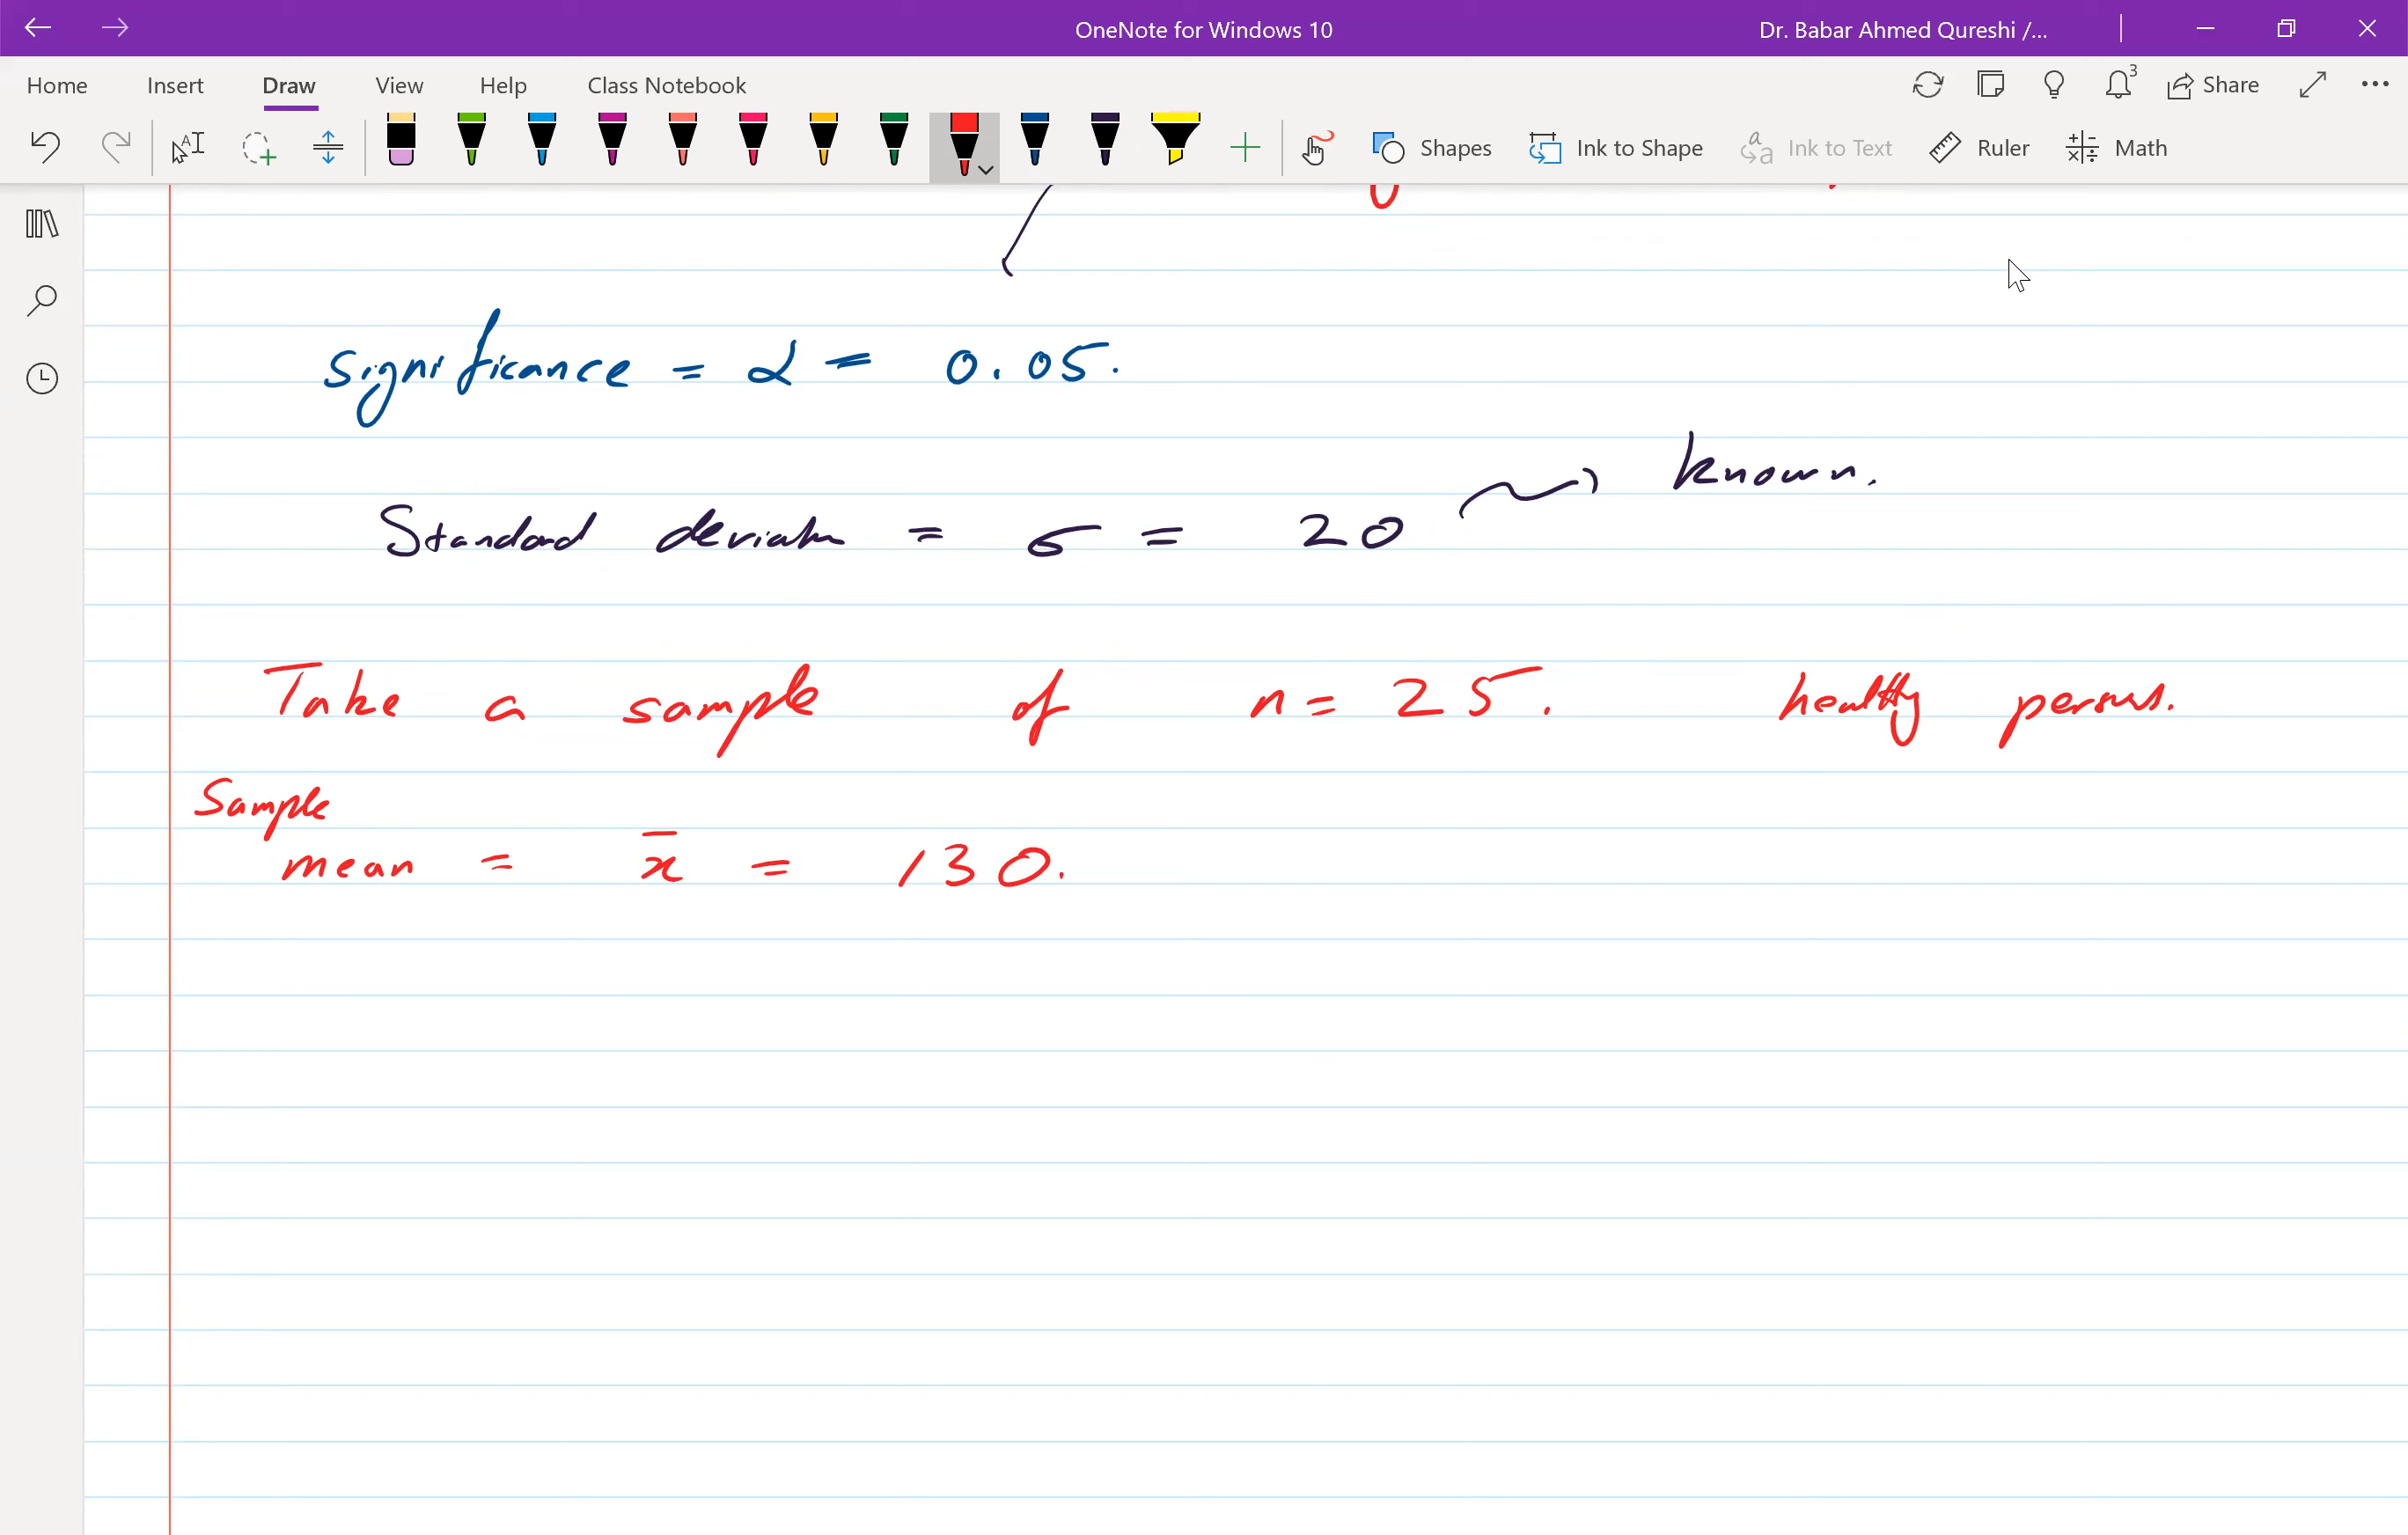 OneNote for Windows 10
Dr. Babar Ahmed Qureshi /...
Home Insert Draw View Help Class Notebook
3
Share
Shapes Ink to Shape Ink to Text Ruler Math
significance = α = 0.05.
known.
Standard = σ = 20
Take a sample of n = 25. healthy persons.
Sample
mean = x̄ = 130.